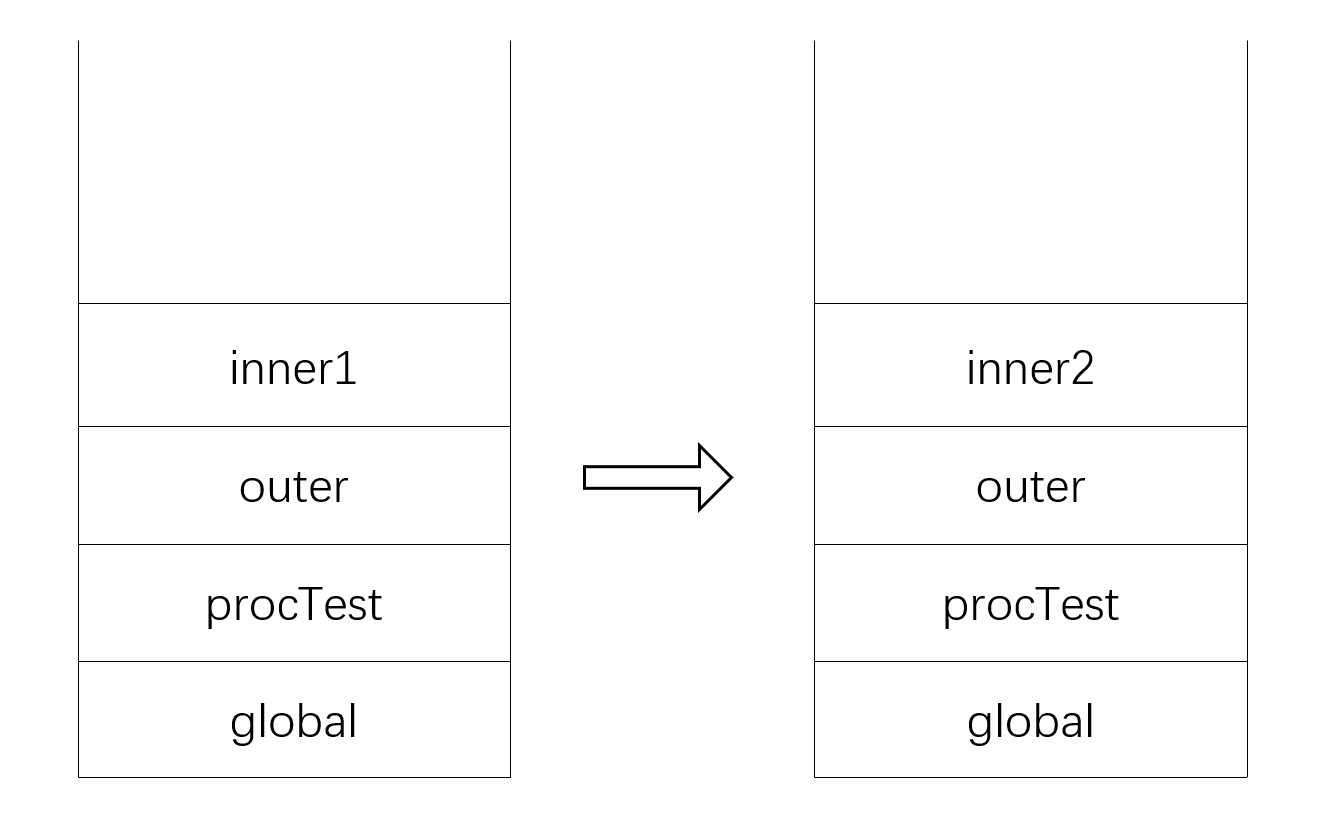 inner1
outer
procTest
global
inner2
outer
procTest
global